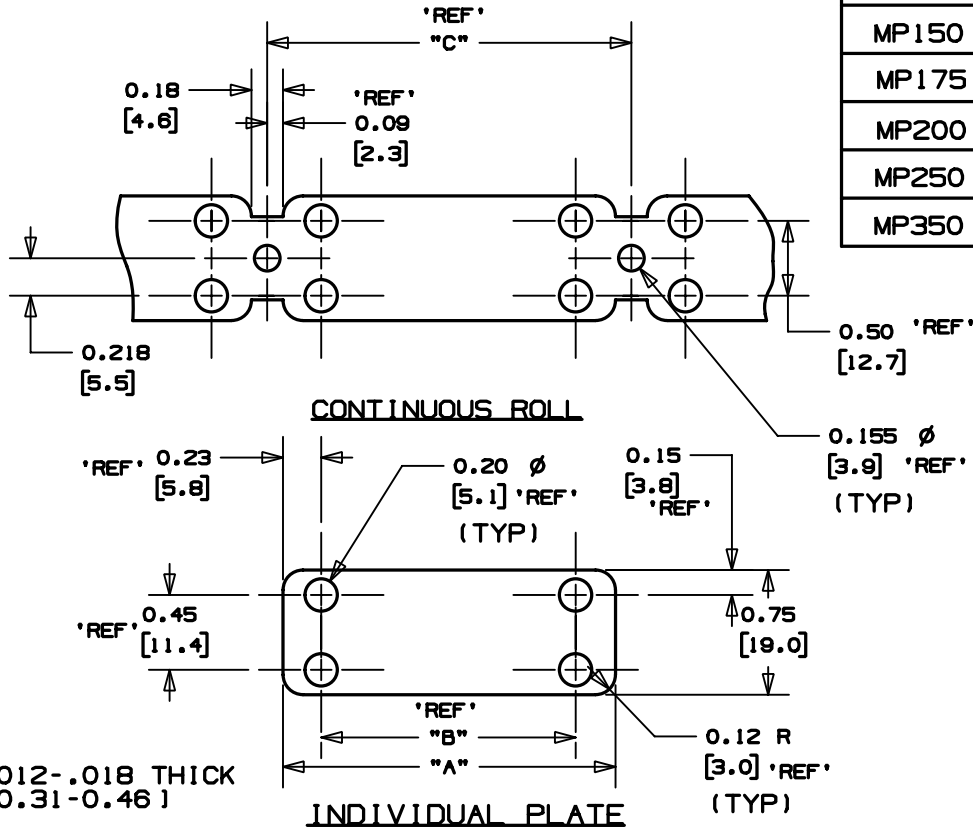 'REF'
"C"
MP150
MP175
MP200
MP250
MP350
0.18
[4.6]
'REF'
0.09
[2.3]
0.218
[5.5]
0.50 'REF'
[12.7]
CONTINUOUS ROLL
0.155 Ø
[3.9] 'REF'
(TYP)
'REF' 0.23
[5.8]
0.20 Ø
[5.1] 'REF'
(TYP)
0.15
[3.8]
'REF'
'REF' 0.45
[11.4]
0.75
[19.0]
'REF'
"B"
"A"
0.12 R
[3.0] 'REF'
(TYP)
012-.018 THICK
0.31-0.46]
INDIVIDUAL PLATE